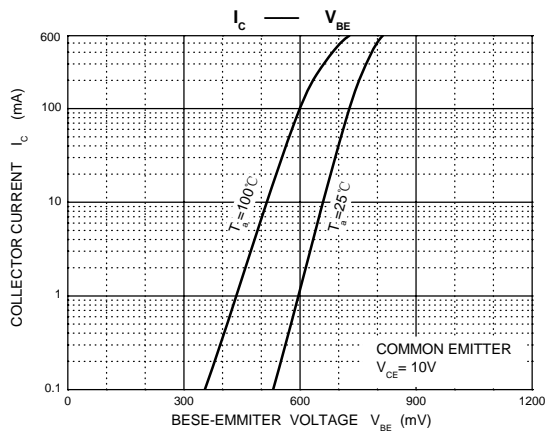 I_C — V_BE
COLLECTOR CURRENT I_C (mA)
600
100
10
1
0.1
T_a=100℃
T_a=25℃
COMMON EMITTER
V_CE= 10V
0
300
600
900
1200
BESE-EMMITER VOLTAGE V_BE (mV)